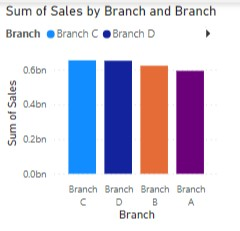 Sum of Sales by Branch and Branch
Branch Branch C Branch D
0.6bn
0.4bn
0.2bn
0.0bn
Sum of Sales
Branch C
Branch D
Branch B
Branch A
Branch